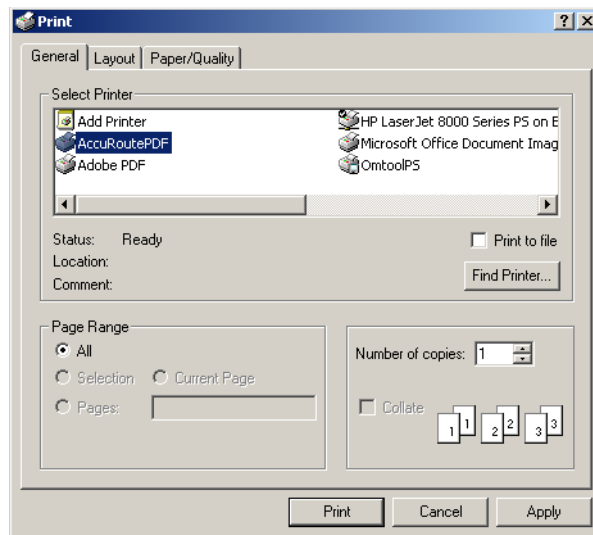 Print
General Layout Paper/Quality
Select Printer
Add Printer HP LaserJet 8000 Series PS on E
AccuRoutePDF Microsoft Office Document Imag
Adobe PDF OmtoolPS
Status: Ready Print to file
Location:
Comment: Find Printer...
Page Range
All Number of copies: 1
Selection Current Page
Pages: Collate
1 1 2 2 3 3
Print Cancel Apply